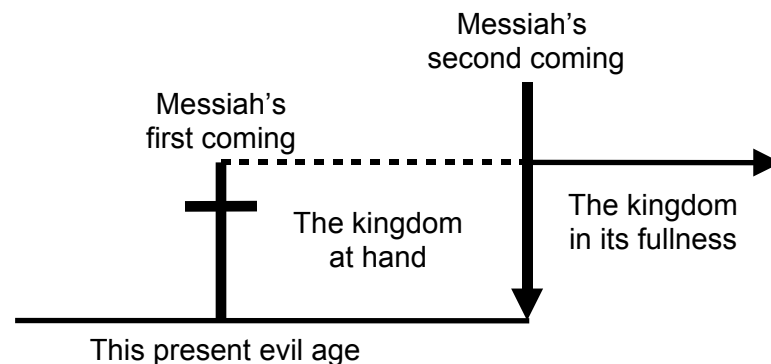 Messiah’s
second coming
Messiah’s
first coming
The kingdom
at hand
The kingdom
in its fullness
This present evil age